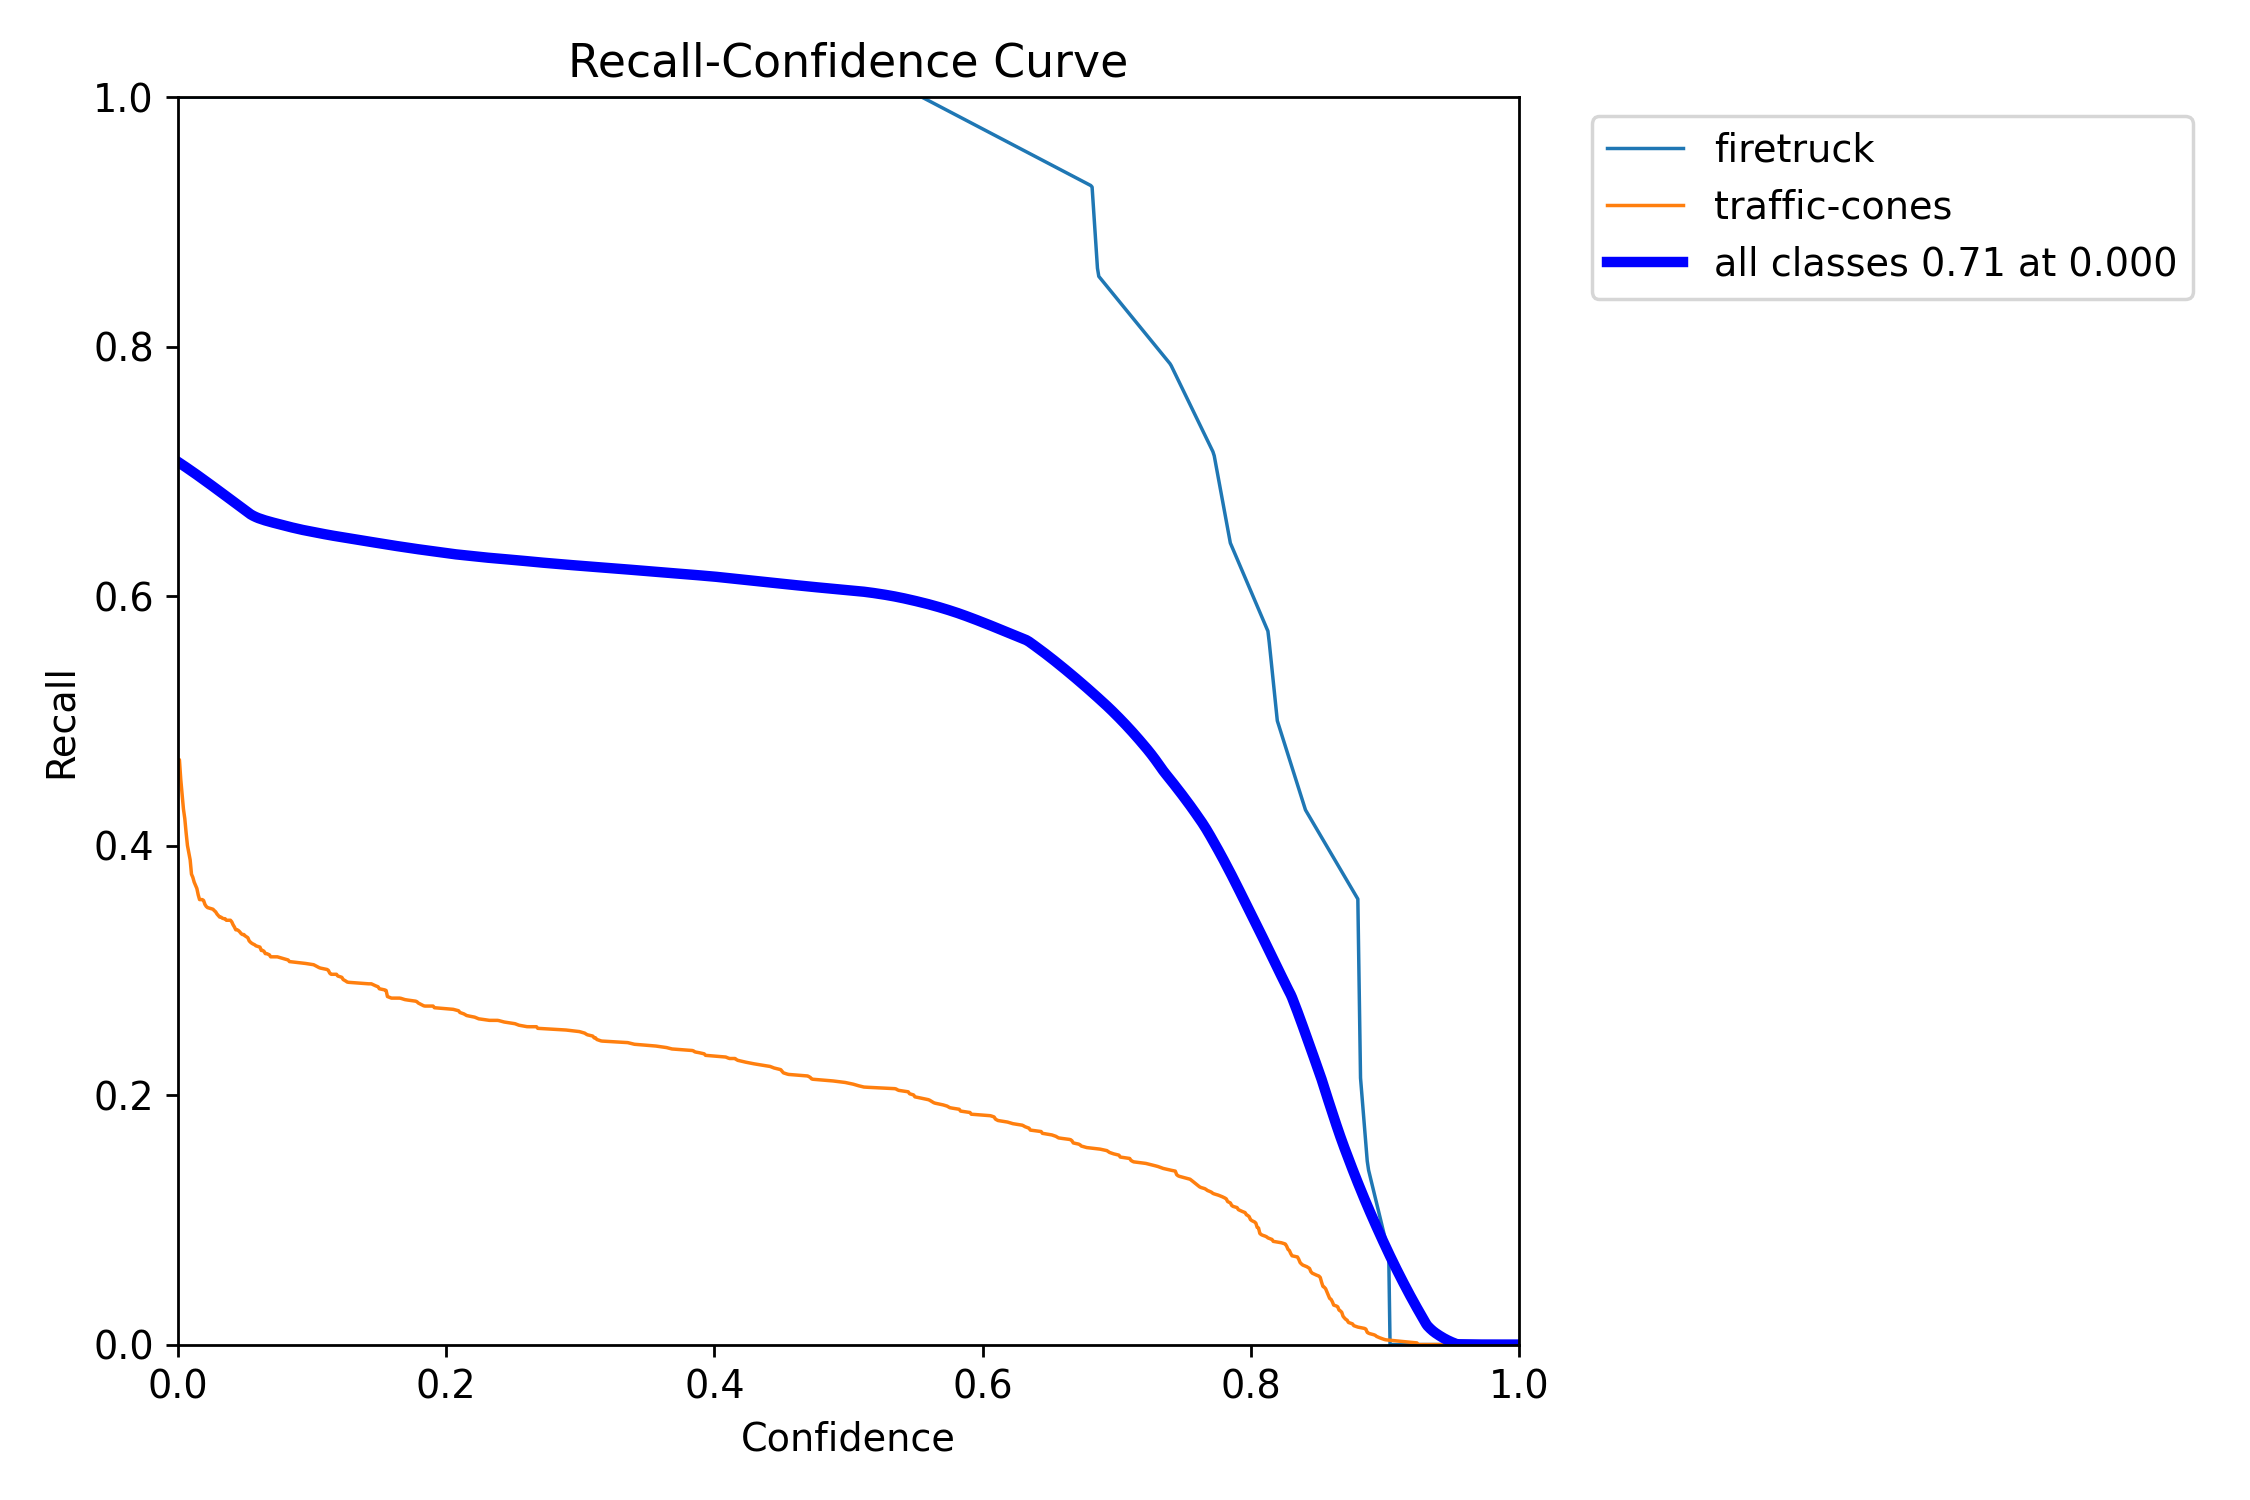 Recall-Confidence Curve
1.0
0.8
0.6
0.4
0.2
0.0
Recall
0.0 0.2 0.4 0.6 0.8 1.0
Confidence
firetruck
traffic-cones
all classes 0.71 at 0.000